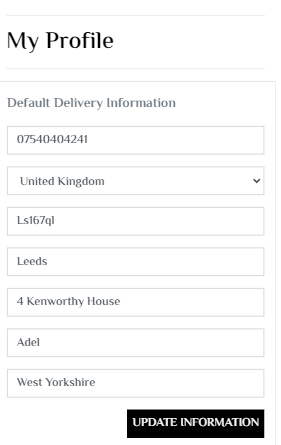 My Profile
Default Delivery Information
07540404241
United Kingdom
Ls167ql
Leeds
4 Kenworthy House
Adel
West Yorkshire
UPDATE INFORMATION